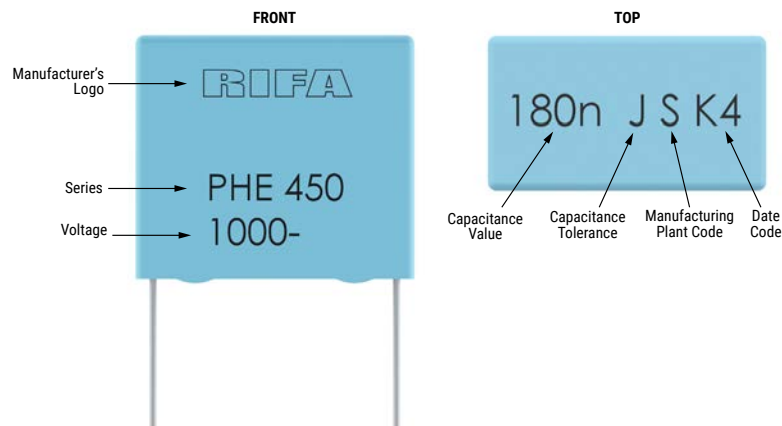 FRONT
Manufacturer's
Logo
RIFA
Series
PHE 450
Voltage
1000-
TOP
180n J S K4
Capacitance
Value
Capacitance
Tolerance
Manufacturing
Plant Code
Date
Code